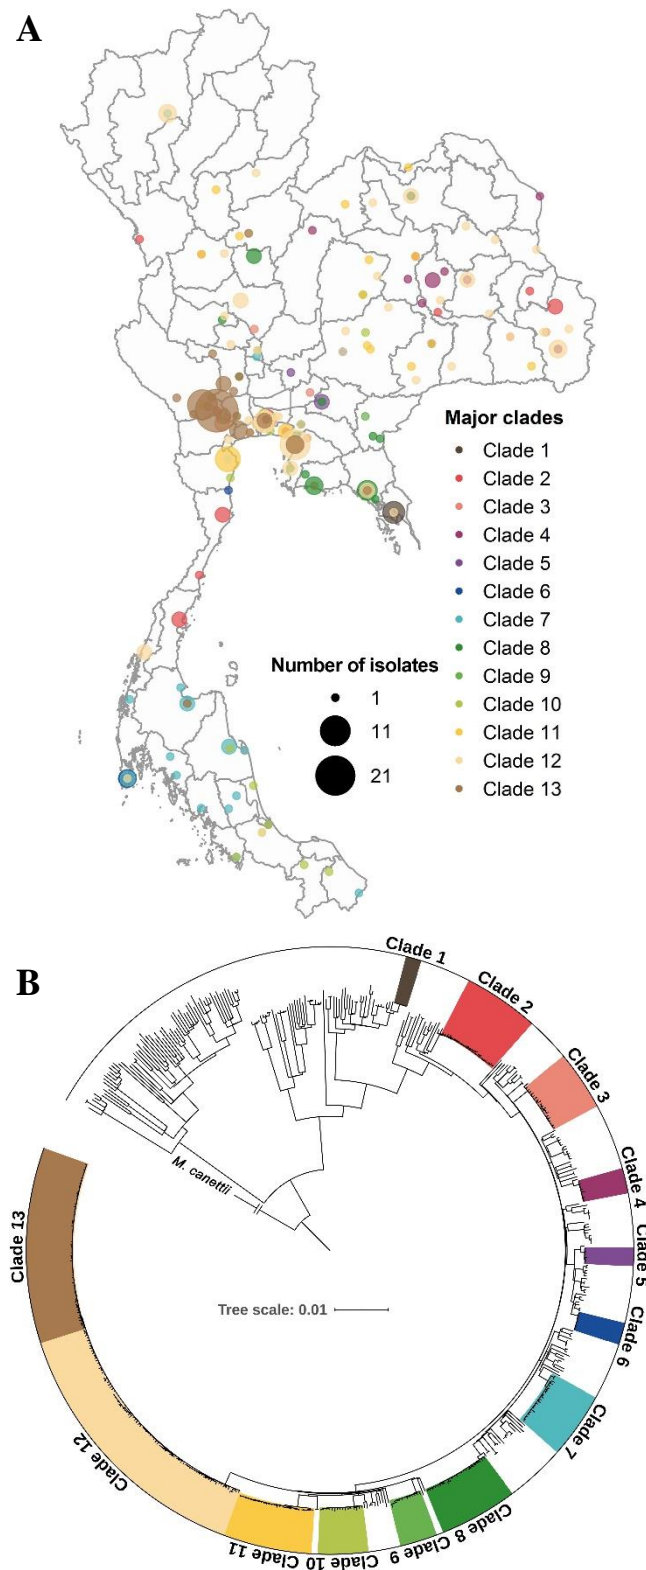 A
Major clades
Clade 1
Clade 2
Clade 3
Clade 4
Clade 5
Clade 6
Clade 7
Clade 8
Clade 9
Clade 10
Clade 11
Clade 12
Clade 13
Number of isolates
1
11
21
B
Clade 1
Clade 2
Clade 3
Clade 4
Clade 5
Clade 6
Clade 7
Clade 8
Clade 9
Clade 10
Clade 11
Clade 12
Clade 13
M. canettii
Tree scale: 0.01